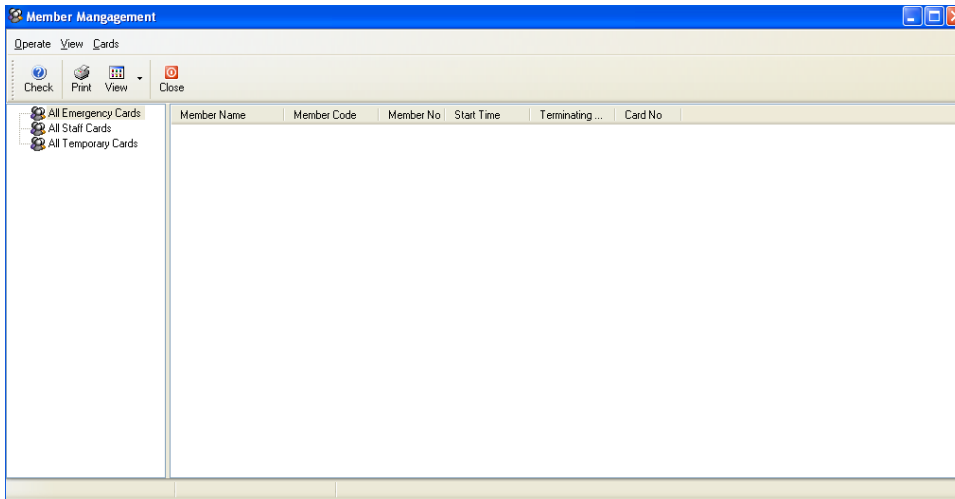 Member Mangagement
Operate View Cards
Check Print View Close
All Emergency Cards
All Staff Cards
All Temporary Cards
Member Name Member Code Member No Start Time Terminating ... Card No